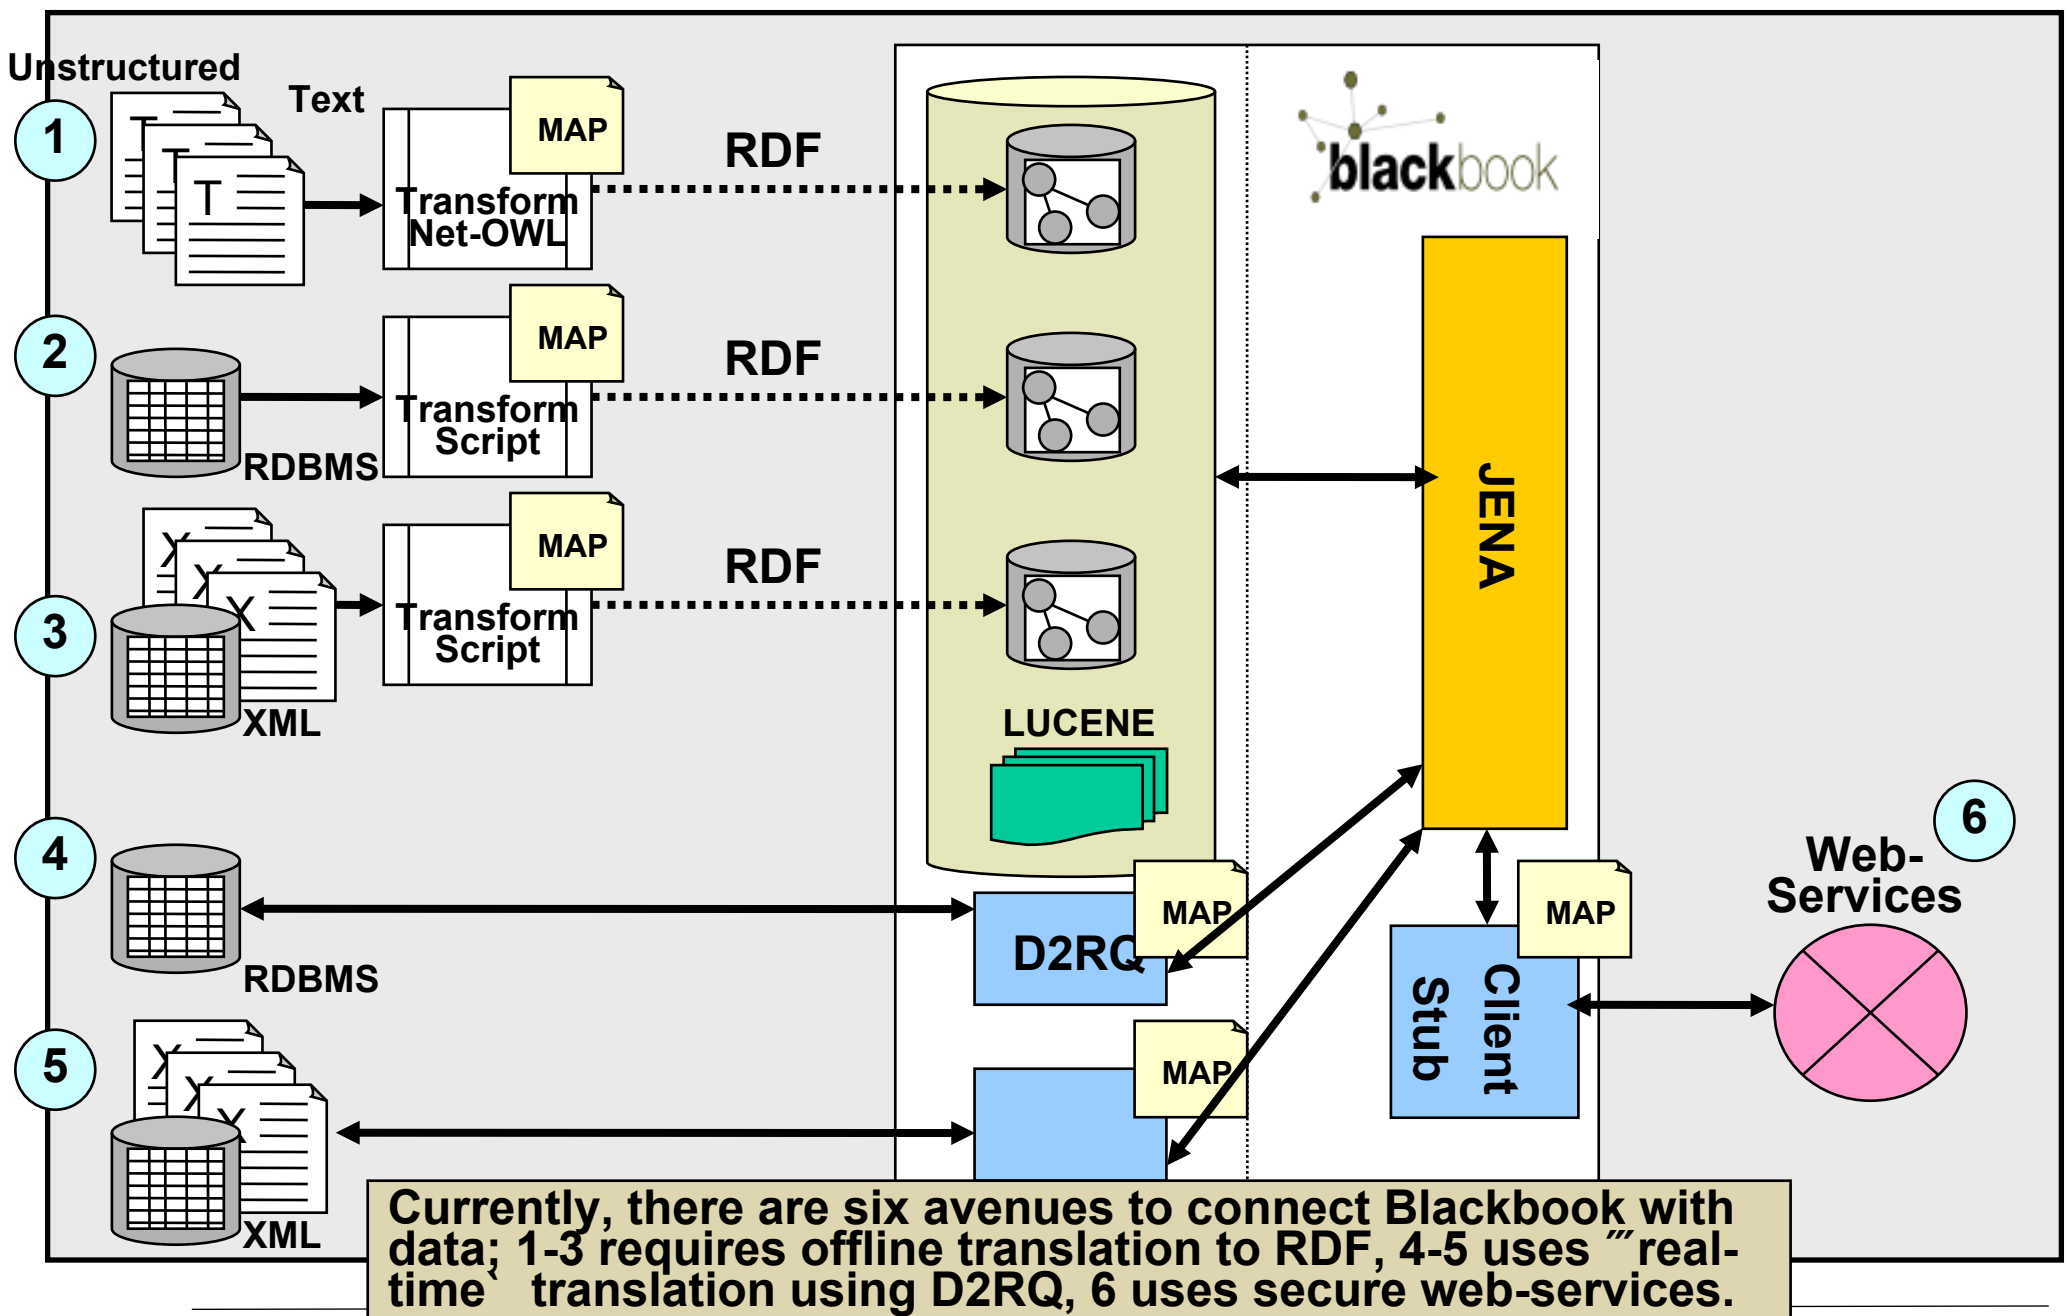 Unstructured
Text
1
T
T
T
MAP
Transform
Net-OWL
RDF
blackbook
2
RDBMS
MAP
Transform
Script
RDF
JENA
3
X
X
X
XML
MAP
Transform
Script
RDF
LUCENE
4
RDBMS
D2RQ
MAP
MAP
Client
Stub
Web-
Services
6
5
X
X
X
XML
MAP
Currently, there are six avenues to connect Blackbook with
data; 1-3 requires offline translation to RDF, 4-5 uses ‴real-
time‵ translation using D2RQ, 6 uses secure web-services.